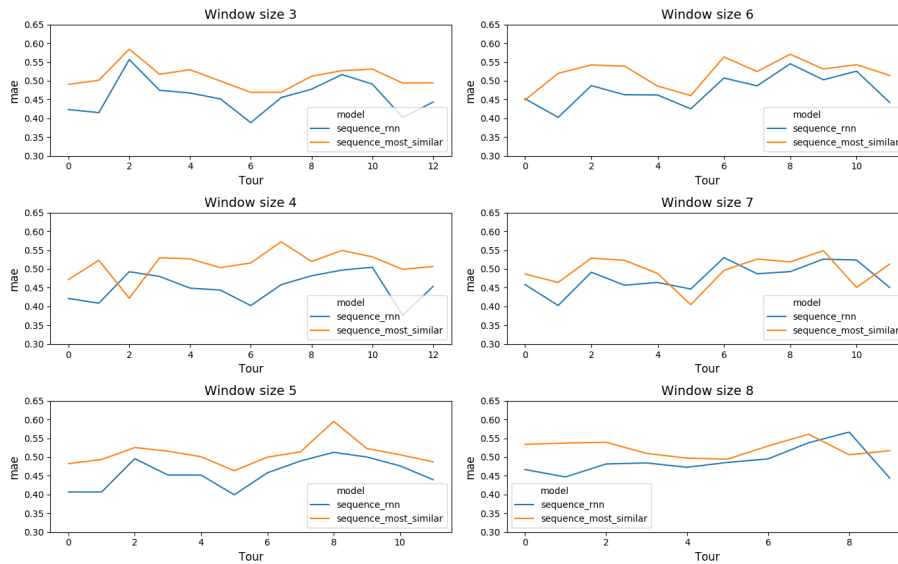 Window size 3
mae
0.65
0.60
0.55
0.50
0.45
0.40
0.35
0.30
model
sequence_rnn
sequence_most_similar
0 2 4 6 8 10 12
Tour
Window size 6
mae
0.65
0.60
0.55
0.50
0.45
0.40
0.35
0.30
model
sequence_rnn
sequence_most_similar
0 2 4 6 8 10
Tour
Window size 4
mae
0.65
0.60
0.55
0.50
0.45
0.40
0.35
0.30
model
sequence_rnn
sequence_most_similar
0 2 4 6 8 10 12
Tour
Window size 7
mae
0.65
0.60
0.55
0.50
0.45
0.40
0.35
0.30
model
sequence_rnn
sequence_most_similar
0 2 4 6 8 10
Tour
Window size 5
mae
0.65
0.60
0.55
0.50
0.45
0.40
0.35
0.30
model
sequence_rnn
sequence_most_similar
0 2 4 6 8 10
Tour
Window size 8
mae
0.65
0.60
0.55
0.50
0.45
0.40
0.35
0.30
model
sequence_rnn
sequence_most_similar
0 2 4 6 8
Tour